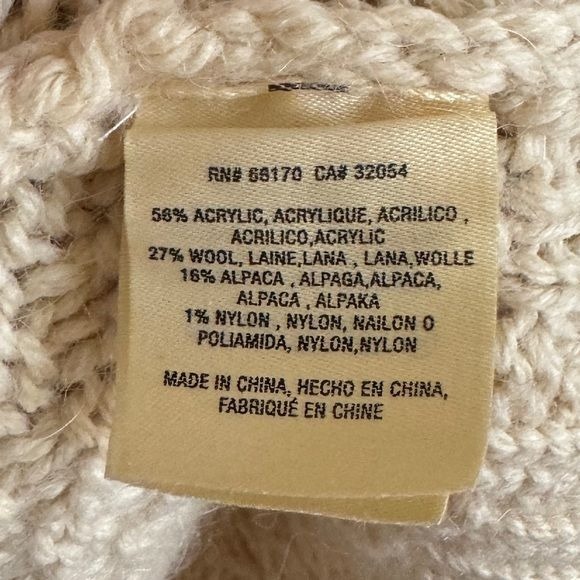 RN# 66170 CA# 32054
56% ACRYLIC, ACRYLIQUE, ACRILICO ,
ACRILICO,ACRYLIC
27% WOOL, LAINE,LANA , LANA,WOLLE
16% ALPACA , ALPAGA,ALPACA,
ALPACA , ALPAKA
1% NYLON , NYLON, NAILON O
POLIAMIDA, NYLON,NYLON
MADE IN CHINA, HECHO EN CHINA,
FABRIQUÉ EN CHINE